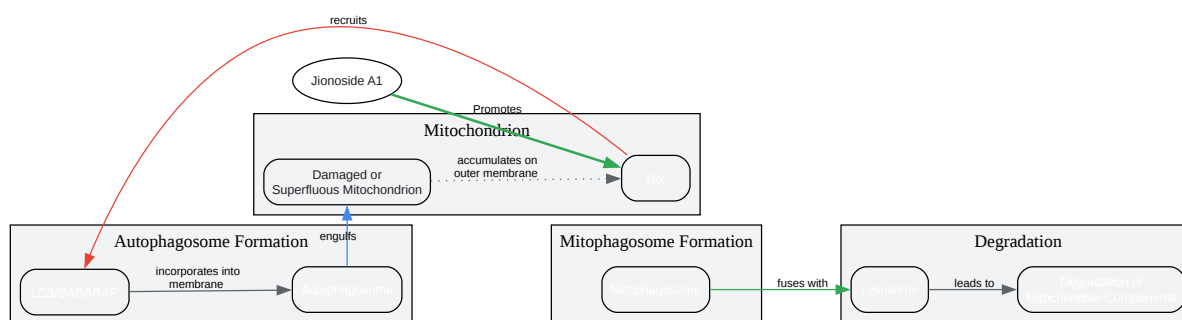 recruits
Jionoside A1
Promotes
Mitochondrion
Damaged or
Superfluous Mitochondrion
accumulates on
outer membrane
Nix
Autophagosome Formation
engulfs
LC3/GABARAP
incorporates into
membrane
Autophagosome
Mitophagosome Formation
Mitophagosome
fuses with
Degradation
Lysosome
leads to
Degradation of
Mitochondrial Components